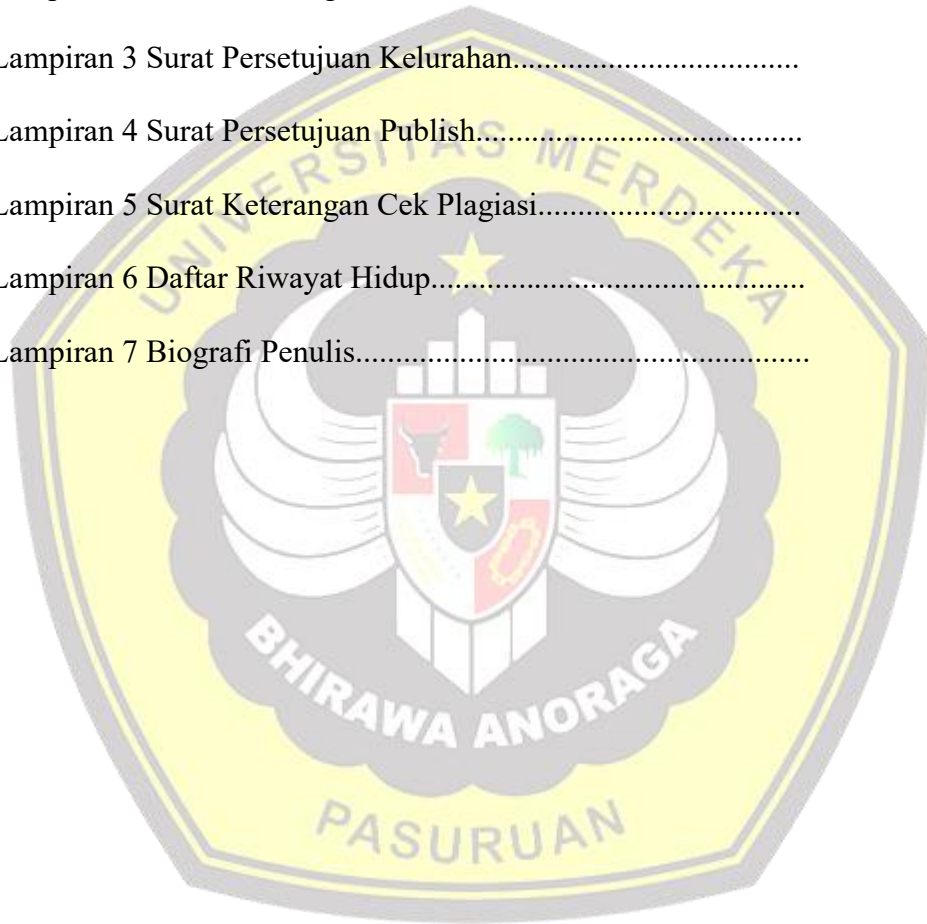 Lampiran 3 Surat Persetujuan Kelurahan....................................
Lampiran 4 Surat Persetujuan Publish.........................................
Lampiran 5 Surat Keterangan Cek Plagiasi.................................
Lampiran 6 Daftar Riwayat Hidup...............................................
Lampiran 7 Biografi Penulis.........................................................
UNIVERSITAS MERDEKA
BHIRAWA ANORAGA
PASURUAN